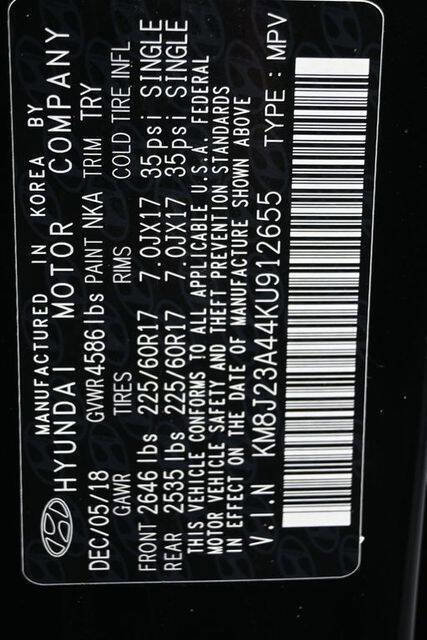 MANUFACTURED IN KOREA BY
HYUNDAI MOTOR COMPANY
DEC/05/18 GVWR4586lbs PAINT NKA TRIM TRY
GAWR TIRES RIMS COLD TIRE INFL
FRONT 2646 lbs 225/60R17 7.0JX17 35psi SINGLE
REAR 2535 lbs 225/60R17 7.0JX17 35psi SINGLE
THIS VEHICLE CONFORMS TO ALL APPLICABLE U.S.A. FEDERAL
MOTOR VEHICLE SAFETY AND THEFT PREVENTION STANDARDS
IN EFFECT ON THE DATE OF MANUFACTURE SHOWN ABOVE
V.I.N KM8J23A44KU912655 TYPE : MPV